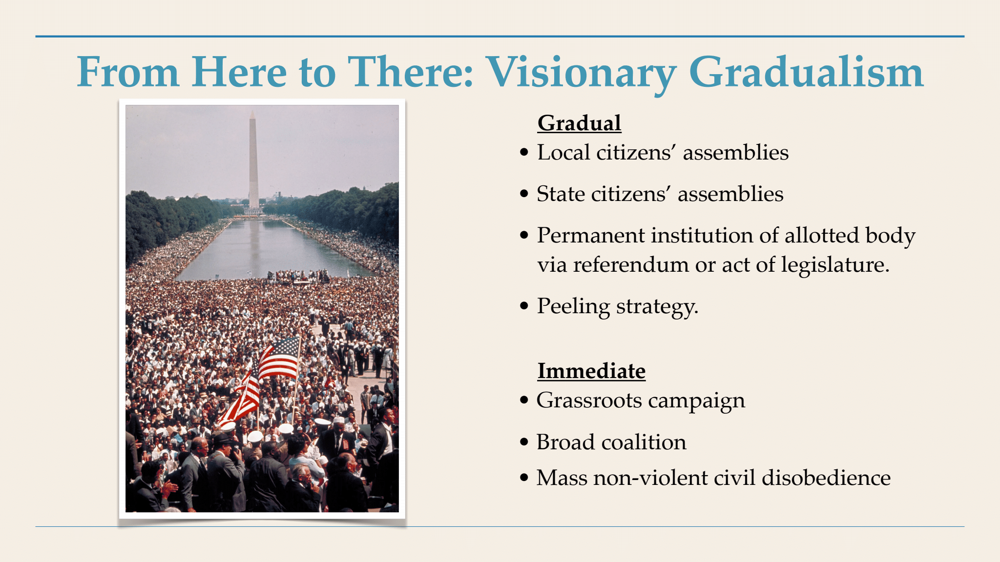 From Here to There: Visionary Gradualism
Gradual
• Local citizens’ assemblies
• State citizens’ assemblies
• Permanent institution of allotted body
via referendum or act of legislature.
• Peeling strategy.
Immediate
• Grassroots campaign
• Broad coalition
• Mass non-violent civil disobedience